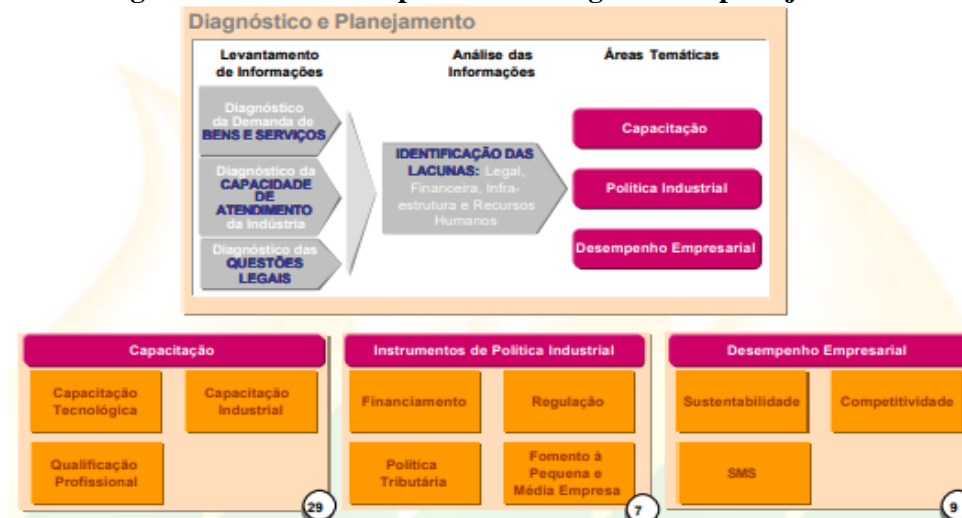 Diagnóstico e Planejamento
Levantamento
de Informações
Análise das
Informações
Áreas Temáticas
Diagnóstico
da Demanda de
BENS E SERVIÇOS
Diagnóstico da
CAPACIDADE
DE
ATENDIMENTO
da Indústria
Diagnóstico das
QUESTÕES
LEGAIS
IDENTIFICAÇÃO DAS
LACUNAS: Legal,
Financeira, Infra-
estrutura e Recursos
Humanos
Capacitação
Política Industrial
Desempenho Empresarial
Capacitação
Capacitação
Tecnológica
Capacitação
Industrial
Qualificação
Profissional
29
Instrumentos de Política Industrial
Financiamento
Regulação
Política
Tributária
Fomento à
Pequena e
Média Empresa
7
Desempenho Empresarial
Sustentabilidade
Competitividade
SMS
9